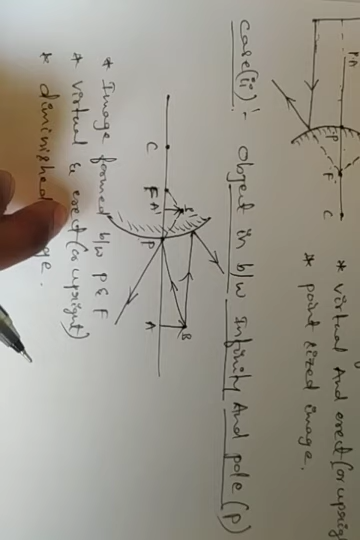 PA
P
F
C
* virtual And erect (or upright
* point sized image.
case(ii):- Object in b/w Infinity And pole (p)
A
B
P
F
C
* Image formed b/w P & F
* virtual & erect (or upright)
* diminished